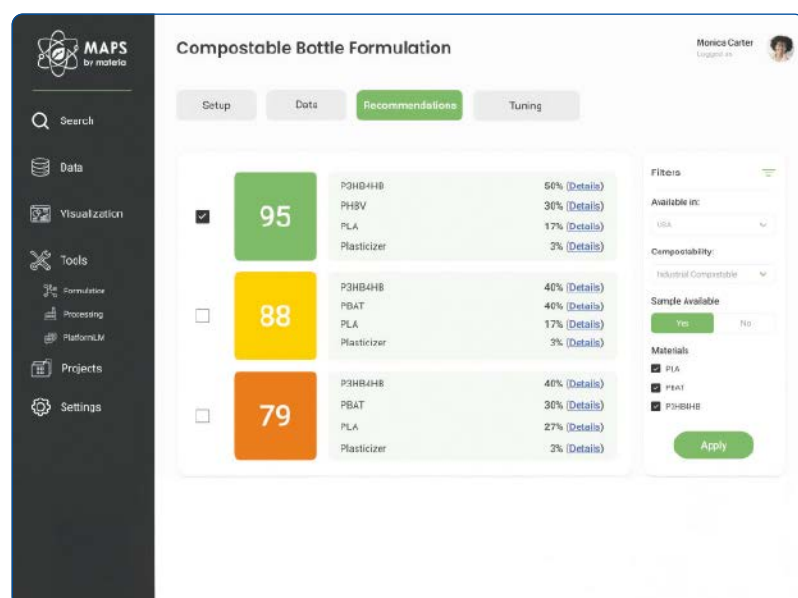 MAPS
by materia
Search
Data
Visualization
Tools
Formulation
Processing
PlatformLM
Projects
Settings
Compostable Bottle Formulation
Monica Carter
Logged as
Setup
Data
Recommendations
Tuning
95
P3HB4HB 50% (Details)
PHBV 30% (Details)
PLA 17% (Details)
Plasticizer 3% (Details)
88
P3HB4HB 40% (Details)
PBAT 40% (Details)
PLA 17% (Details)
Plasticizer 3% (Details)
79
P3HB4HB 40% (Details)
PBAT 30% (Details)
PLA 27% (Details)
Plasticizer 3% (Details)
Filters
Available in:
USA
Compostability:
Industrial Compostable
Sample Available
Yes No
Materials
PLA
PBAT
P3HB4HB
Apply